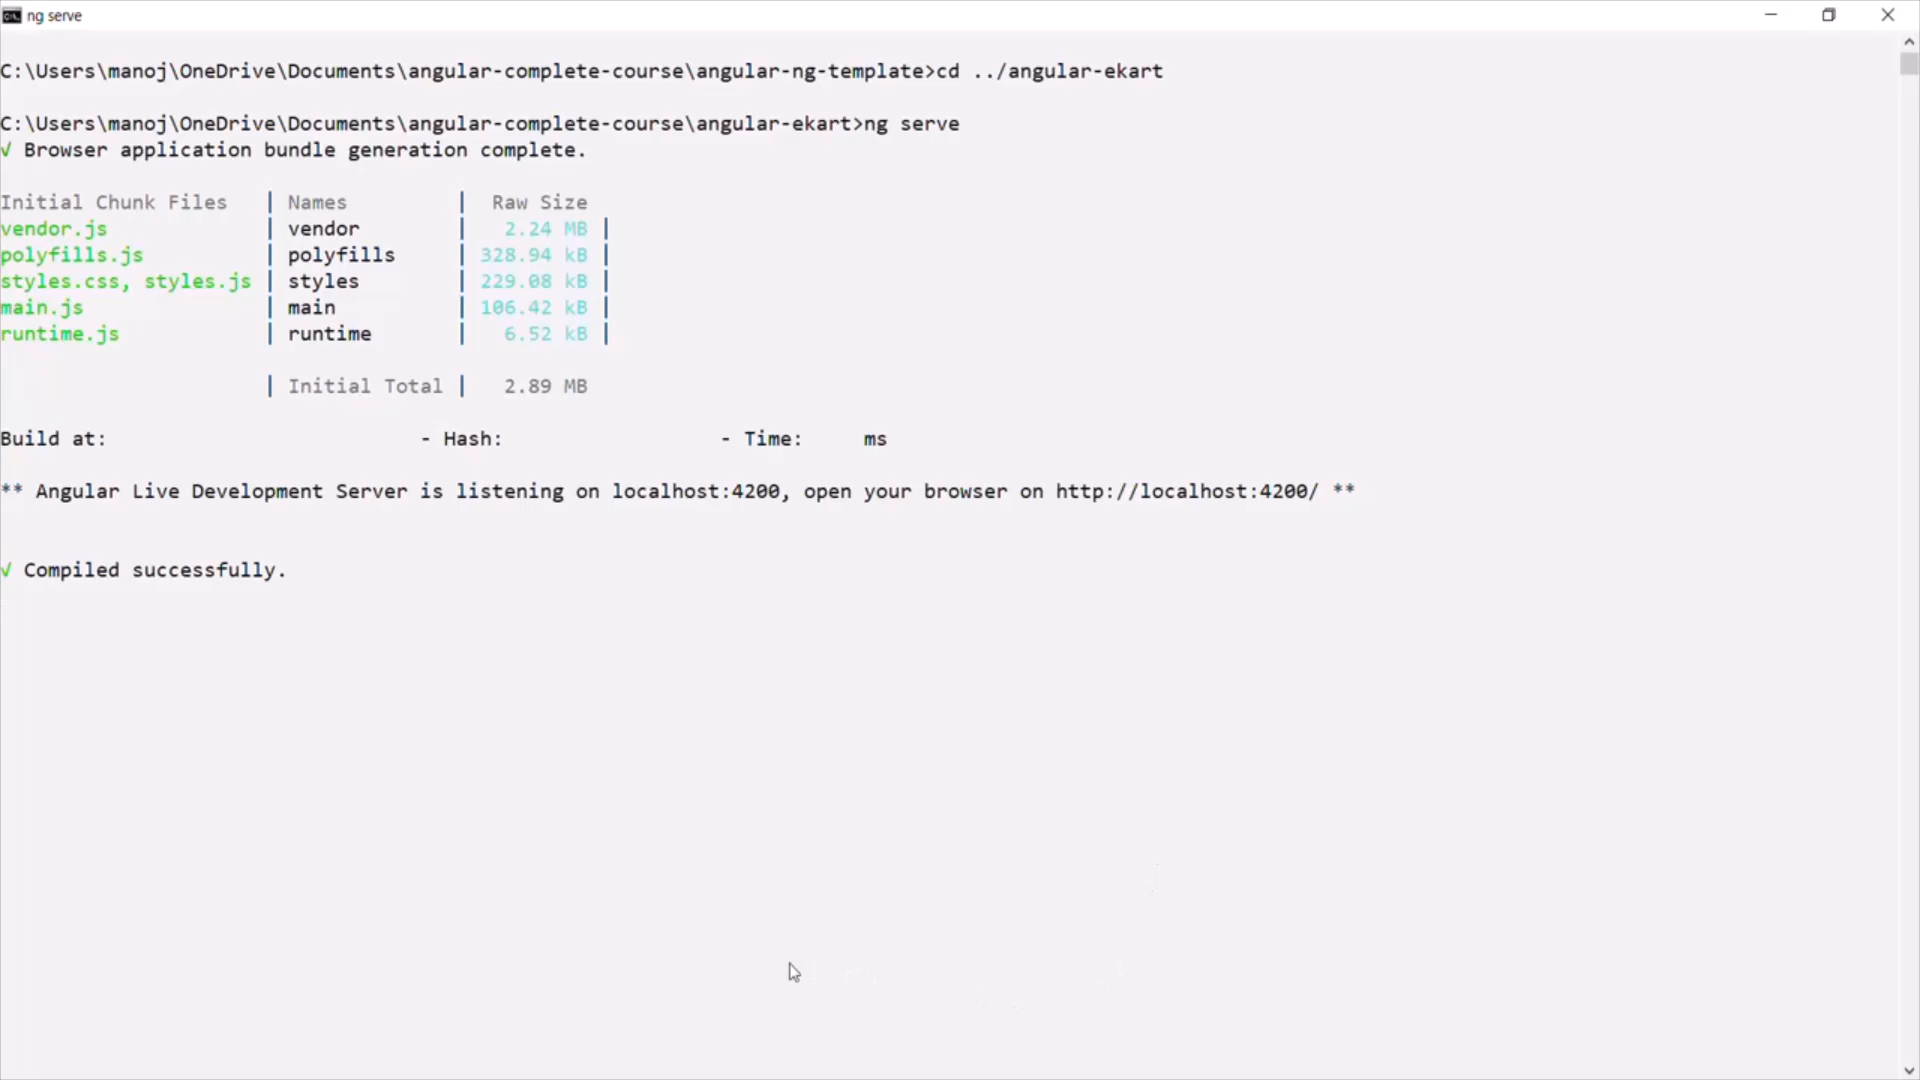 ng serve
C:\Users\manoj\OneDrive\Documents\angular-complete-course\angular-ng-template>cd ../angular-ekart
C:\Users\manoj\OneDrive\Documents\angular-complete-course\angular-ekart>ng serve
√ Browser application bundle generation complete.
Initial Chunk Files | Names | Raw Size
vendor.js | vendor | 2.24 MB |
polyfills.js | polyfills | 328.94 kB |
styles.css, styles.js | styles | 229.08 kB |
main.js | main | 106.42 kB |
runtime.js | runtime | 6.52 kB |
| Initial Total | 2.89 MB
Build at: - Hash: - Time: ms
** Angular Live Development Server is listening on localhost:4200, open your browser on http://localhost:4200/ **
√ Compiled successfully.